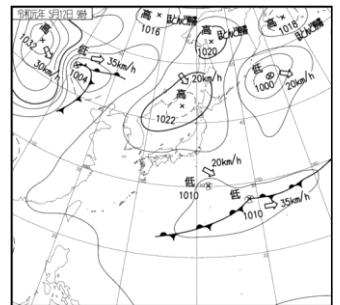 令和元年 5月12日 9時
高
1032
30km/h
低
1004
35km/h
高
1016
ほとんど停滞
高
1020
ほとんど停滞
高
1018
ほとんど停滞
20km/h
高
1022
低
1000
20km/h
20km/h
低
1010
低
1010
35km/h